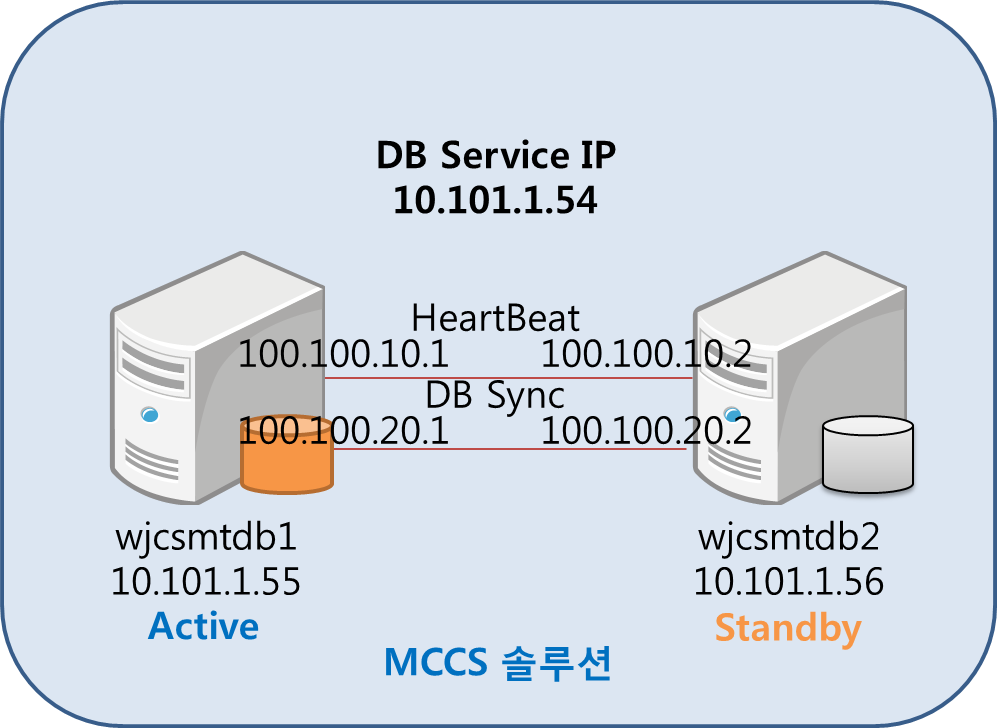 DB Service IP
10.101.1.54
HeartBeat
100.100.10.1 100.100.10.2
DB Sync
100.100.20.1 100.100.20.2
wjcsmtdb1 wjcsmtdb2
10.101.1.55 10.101.1.56
Active Standby
MCCS 솔루션